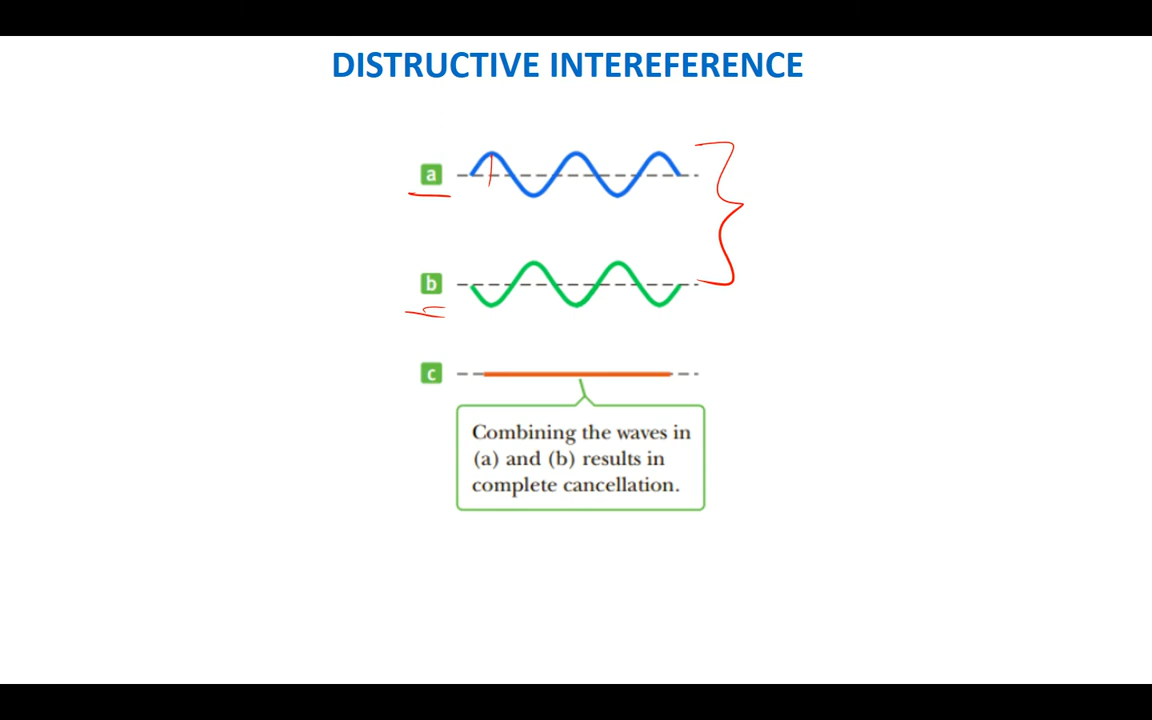 DISTRUCTIVE INTEREFERENCE
a
b
c
Combining the waves in
(a) and (b) results in
complete cancellation.